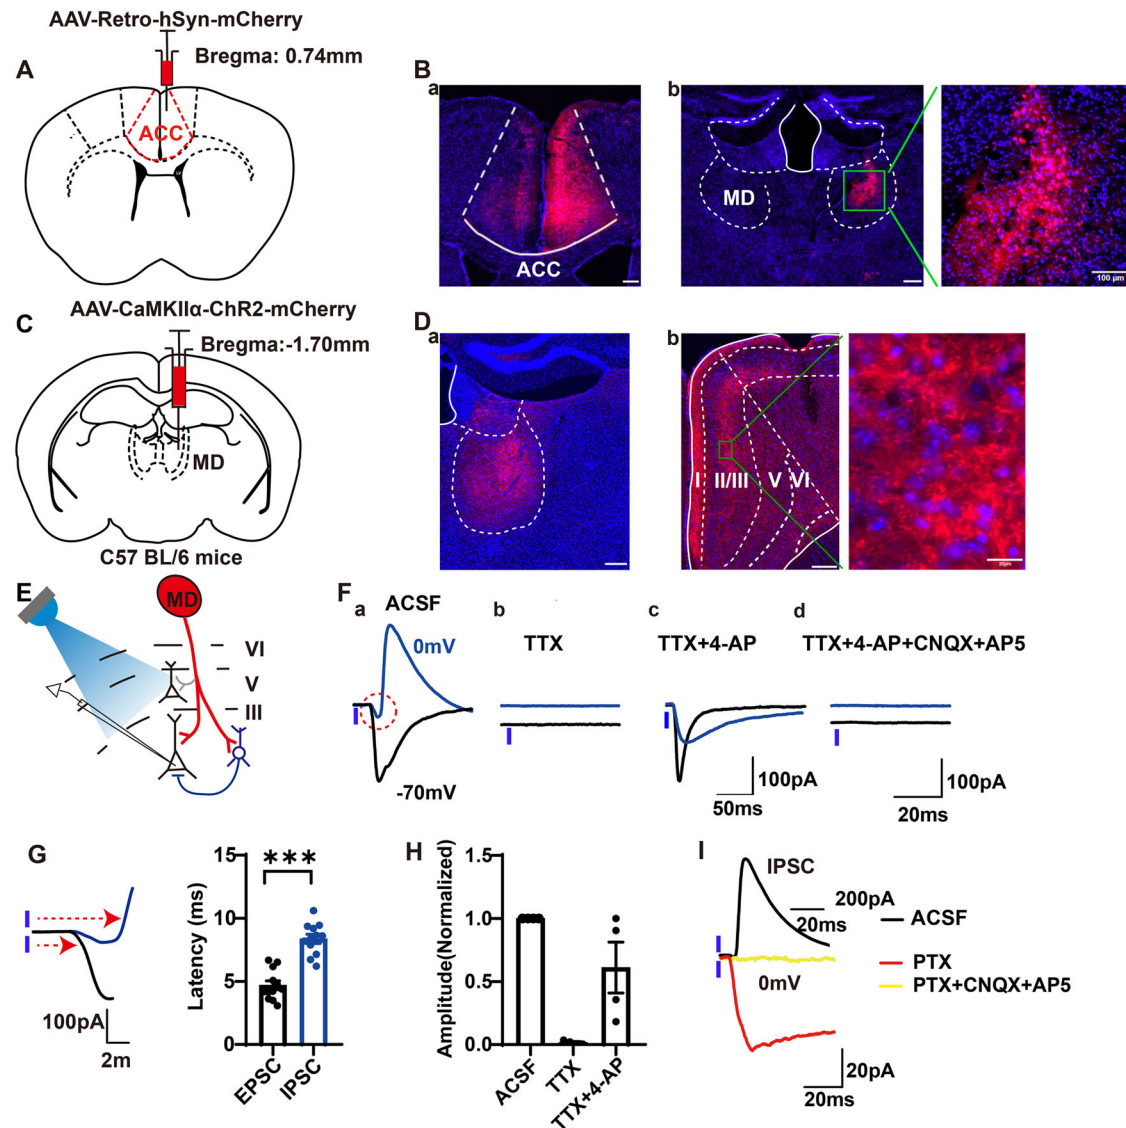 AAV-Retro-hSyn-mCherry
Bregma: 0.74mm
A
ACC
B
a
ACC
b
MD
100 μm
AAV-CaMKIIα-ChR2-mCherry
C
Bregma:-1.70mm
MD
C57 BL/6 mice
D
a
b
I II/III V VI
20μm
E
MD
VI
V
III
F
a
ACSF
0mV
-70mV
b
TTX
c
TTX+4-AP
100pA
50ms
d
TTX+4-AP+CNQX+AP5
100pA
20ms
G
100pA
2m
Latency (ms)
15
10
5
0
***
EPSC
IPSC
H
Amplitude(Normalized)
1.5
1.0
0.5
0.0
ACSF
TTX
TTX+4-AP
I
IPSC
200pA
20ms
0mV
20pA
20ms
ACSF
PTX
PTX+CNQX+AP5